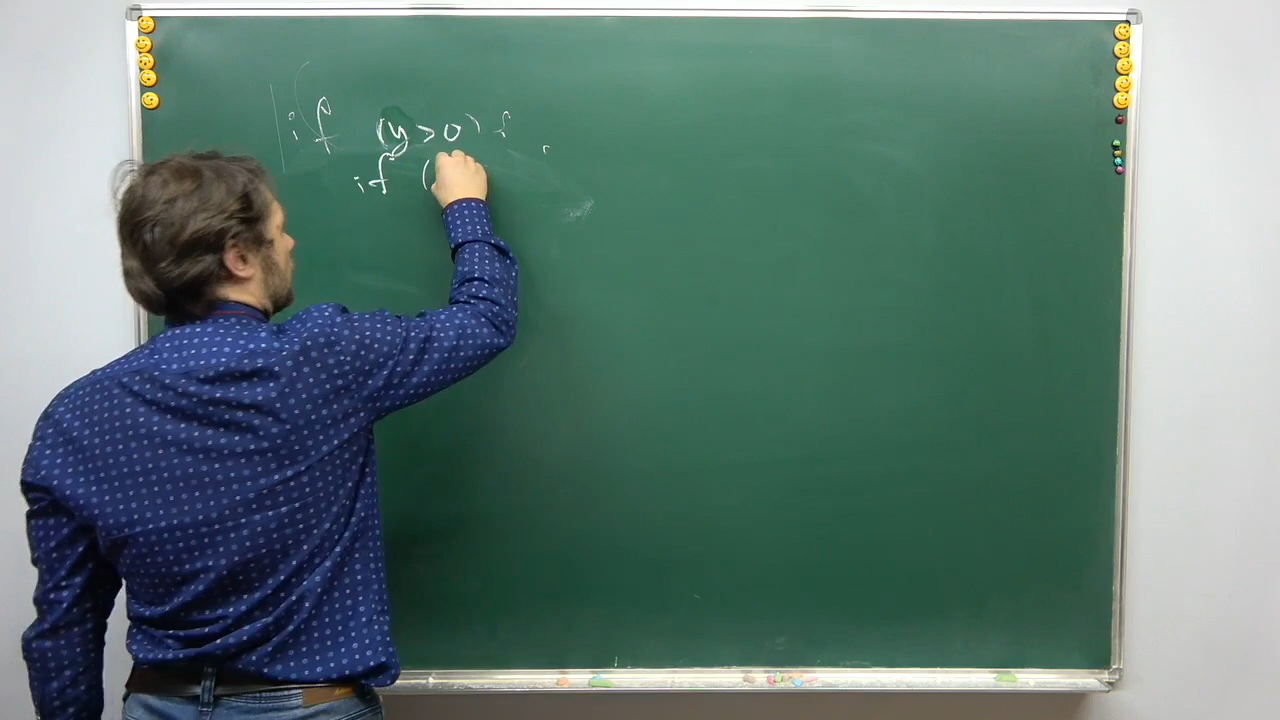 if (y > 0) {
if (